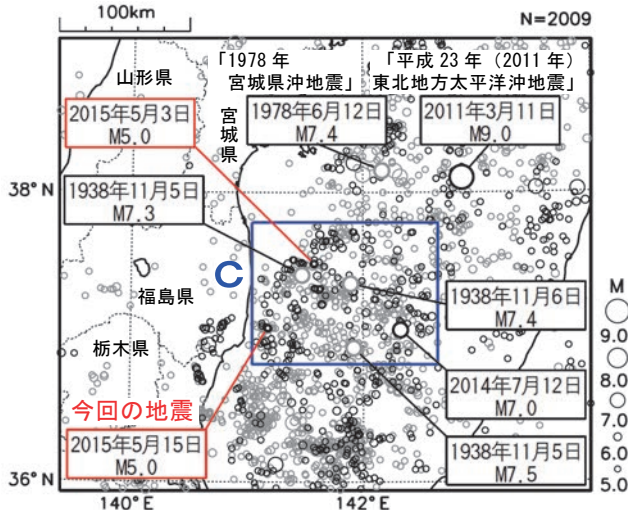 100km
N=2009
「1978 年
宮城県沖地震」
「平成 23 年（2011 年）
東北地方太平洋沖地震」
山形県
宮城県
2015年5月3日
M5.0
1978年6月12日
M7.4
2011年3月11日
M9.0
38°N
1938年11月5日
M7.3
C
福島県
1938年11月6日
M7.4
栃木県
2014年7月12日
M7.0
今回の地震
2015年5月15日
M5.0
1938年11月5日
M7.5
36°N
140°E
142°E
M
9.0
8.0
7.0
6.0
5.0